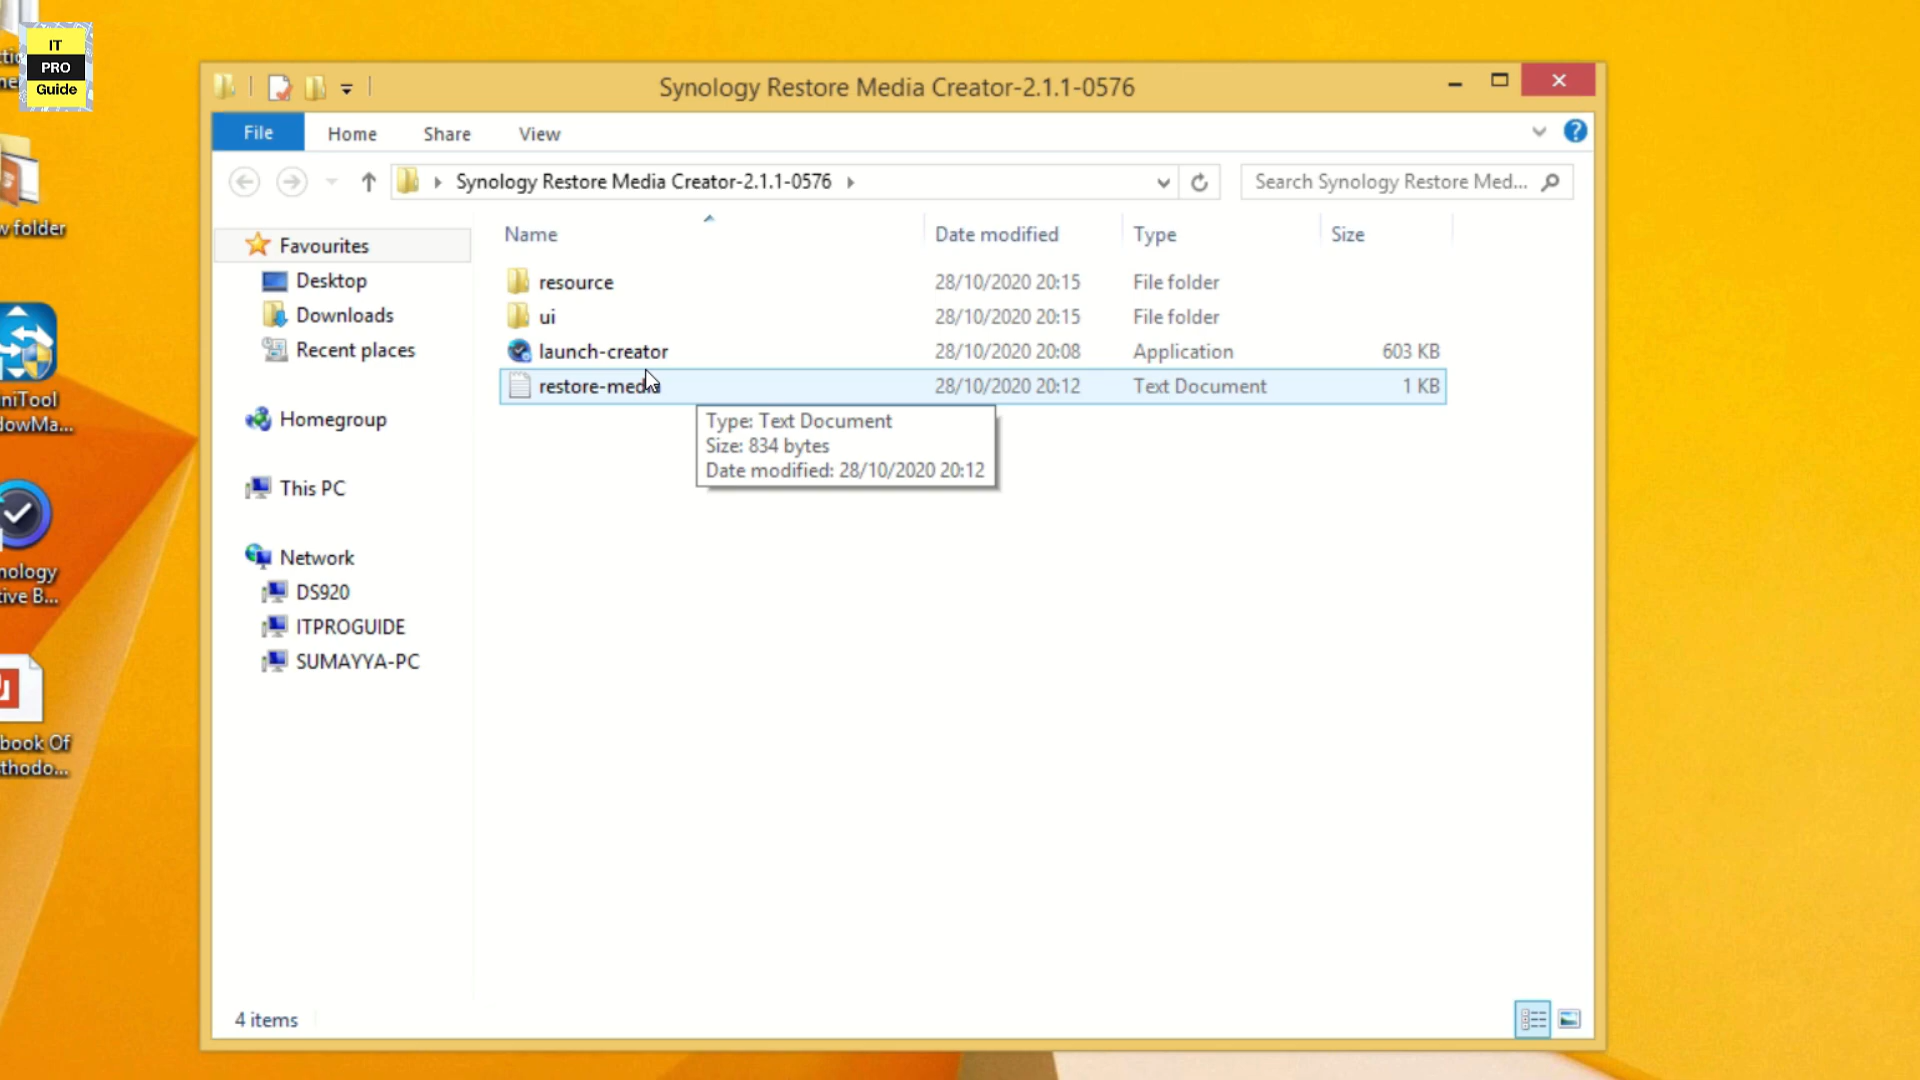 IT
PRO
Guide
w folder
niTool
dowMa...
nology
tive B...
book Of
thodo...
Synology Restore Media Creator-2.1.1-0576
File Home Share View
Synology Restore Media Creator-2.1.1-0576
Search Synology Restore Med...
Name Date modified Type Size
Favourites
Desktop
Downloads
Recent places
Homegroup
This PC
Network
DS920
ITPROGUIDE
SUMAYYA-PC
resource 28/10/2020 20:15 File folder
ui 28/10/2020 20:15 File folder
launch-creator 28/10/2020 20:08 Application 603 KB
restore-media 28/10/2020 20:12 Text Document 1 KB
Type: Text Document
Size: 834 bytes
Date modified: 28/10/2020 20:12
4 items